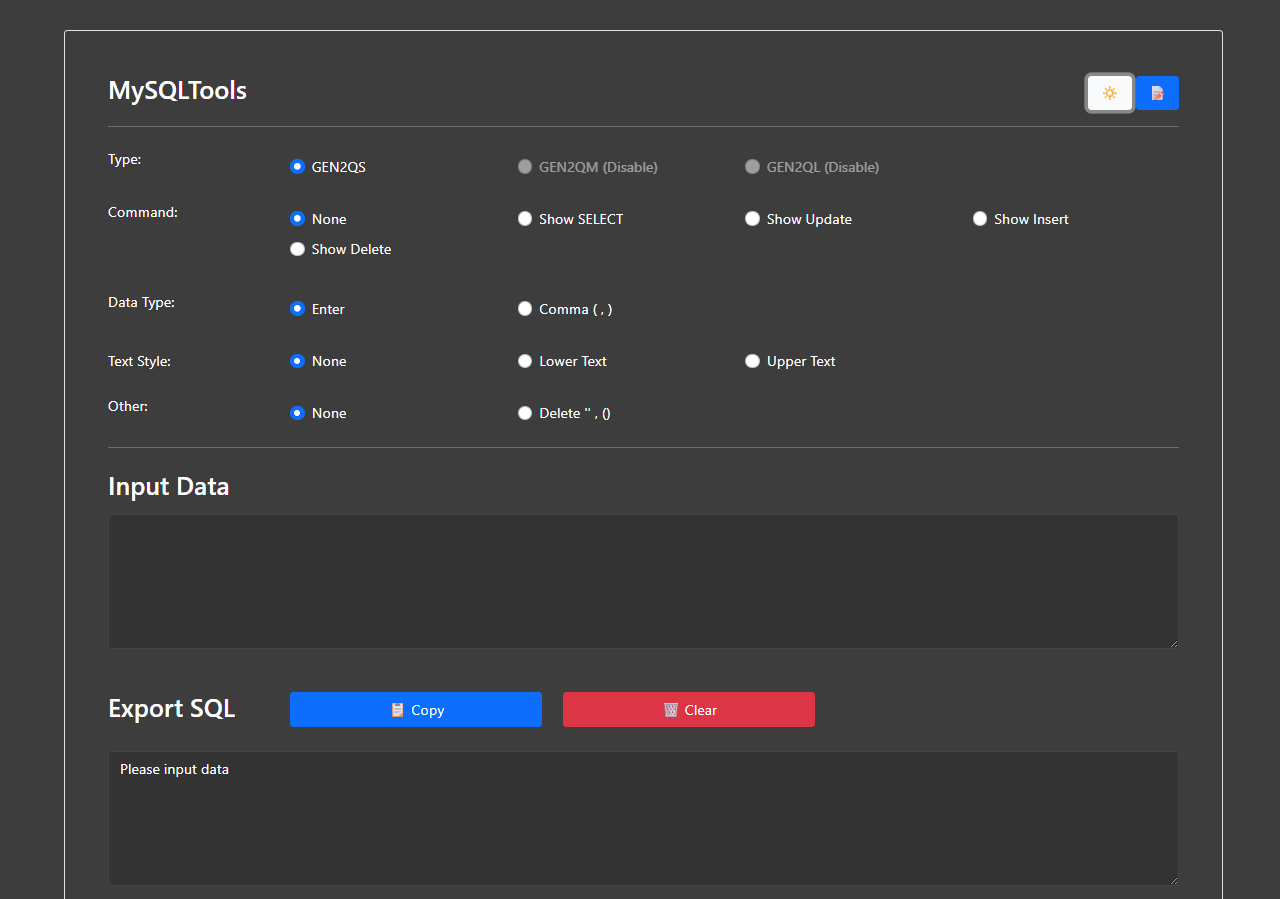 MySQLTools
Type:
GEN2QS
GEN2QM (Disable)
GEN2QL (Disable)
Command:
None
Show SELECT
Show Update
Show Insert
Show Delete
Data Type:
Enter
Comma ( , )
Text Style:
None
Lower Text
Upper Text
Other:
None
Delete '' , ()
Input Data
Export SQL
Copy
Clear
Please input data